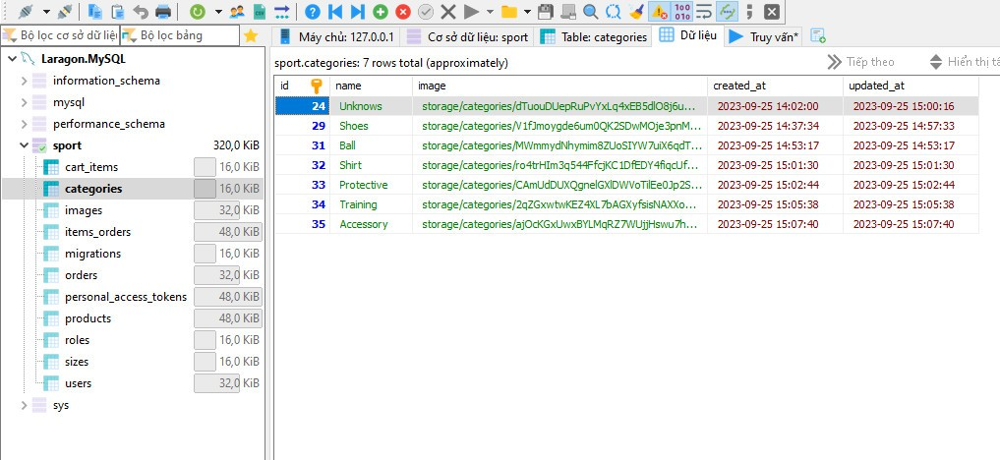 Bộ lọc cơ sở dữ liệ
Bộ lọc bảng
Máy chủ: 127.0.0.1
Cơ sở dữ liệu: sport
Table: categories
Dữ liệu
Truy vấn*
Laragon.MySQL
information_schema
mysql
performance_schema
sport 320,0 KiB
cart_items 16,0 KiB
categories 16,0 KiB
images 32,0 KiB
items_orders 48,0 KiB
migrations 16,0 KiB
orders 32,0 KiB
personal_access_tokens 48,0 KiB
products 48,0 KiB
roles 16,0 KiB
sizes 16,0 KiB
users 32,0 KiB
sys
sport.categories: 7 rows total (approximately)
Tiếp theo
Hiển thị tấ
id name image created_at updated_at
24 Unknows storage/categories/dTuouDUepRuPvYxLq4xEB5dlO8j6u... 2023-09-25 14:02:00 2023-09-25 15:00:16
29 Shoes storage/categories/V1fJmoygde6um0QK2SDwMOje3pnM... 2023-09-25 14:37:34 2023-09-25 14:57:33
31 Ball storage/categories/MWmmydNhymim8ZUoSIYW7uiX6qdT... 2023-09-25 14:53:17 2023-09-25 14:53:17
32 Shirt storage/categories/ro4trHIm3q544FfcjKC1DfEDY4fiqcUf... 2023-09-25 15:01:30 2023-09-25 15:01:30
33 Protective storage/categories/CAmUdDUXQgnelGXlDWVoTilEe0Jp2S... 2023-09-25 15:02:44 2023-09-25 15:02:44
34 Training storage/categories/2qZGxwtwKEZ4XL7bAGXyfsisNAXXo... 2023-09-25 15:05:38 2023-09-25 15:05:38
35 Accessory storage/categories/ajOcKGxUwxBYLMqRZ7WUjjHswu7h... 2023-09-25 15:07:40 2023-09-25 15:07:40